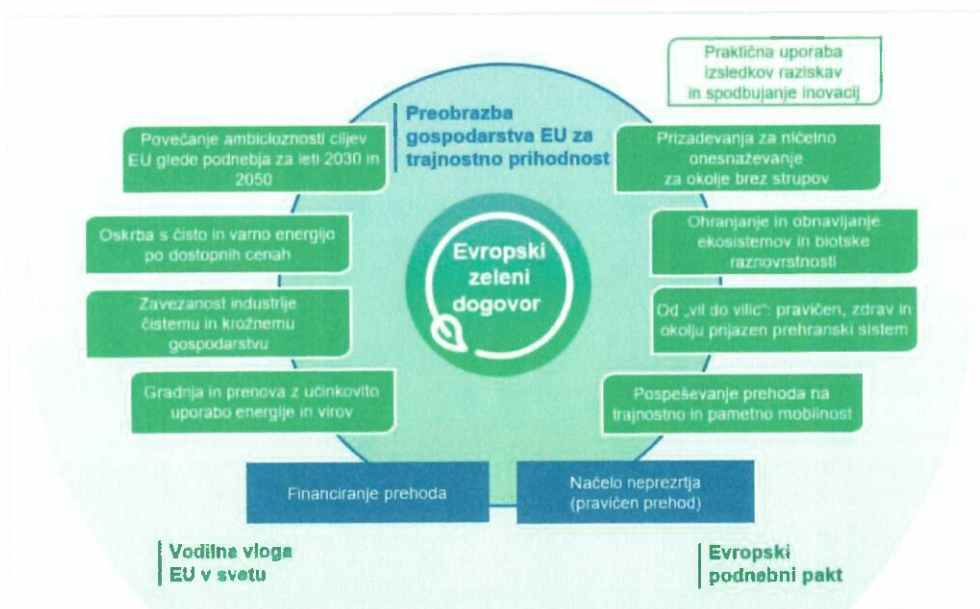 Praktična uporaba
izsledkov raziskav
in spodbujanje inovacij
Preobrazba
gospodarstva EU za
trajnostno prihodnost
Povečanje ambicioznosti ciljev
EU glede podnebja za leti 2030 in
2050
Prizadevanja za ničelno
onesnaževanje
za okolje brez strupov
Oskrba s čisto in varno energijo
po dostopnih cenah
Evropski
zeleni
dogovor
Ohranjanje in obnavljanje
ekosistemov in biotske
raznovrstnosti
Zavezanost industrije
čistemu in krožnemu
gospodarstvu
Od „vil do vilic“: pravičen, zdrav in
okolju prijazen prehranski sistem
Gradnja in prenova z učinkovito
uporabo energije in virov
Pospeševanje prehoda na
trajnostno in pametno mobilnost
Financiranje prehoda
Načelo neprezrtja
(pravičen prehod)
Vodilna vloga
EU v svetu
Evropski
podnebni pakt